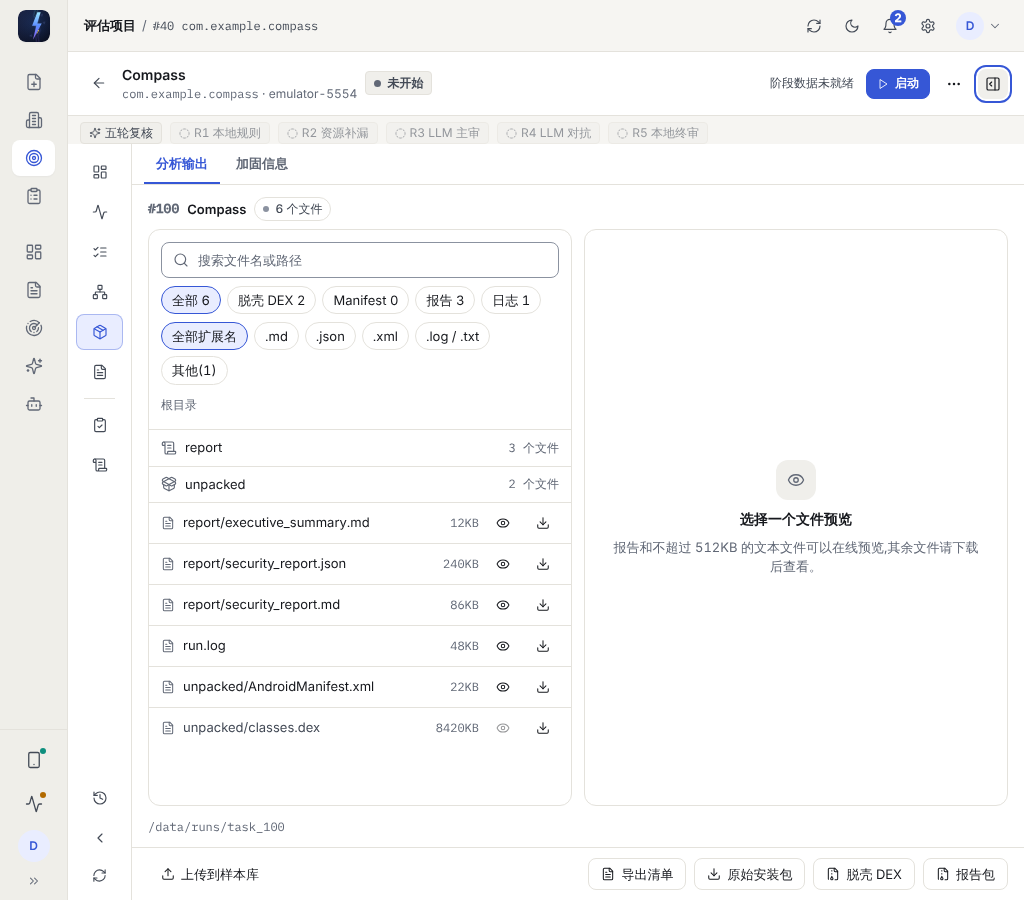 评估项目 / #40 com.example.compass
2
D
Compass
com.example.compass · emulator-5554
未开始
阶段数据未就绪
启动
五轮复核
R1 本地规则
R2 资源补漏
R3 LLM 主审
R4 LLM 对抗
R5 本地终审
分析输出
加固信息
#100 Compass
6 个文件
搜索文件名或路径
全部 6
脱壳 DEX 2
Manifest 0
报告 3
日志 1
全部扩展名
.md
.json
.xml
.log / .txt
其他(1)
根目录
report 3 个文件
unpacked 2 个文件
report/executive_summary.md 12KB
report/security_report.json 240KB
report/security_report.md 86KB
run.log 48KB
unpacked/AndroidManifest.xml 22KB
unpacked/classes.dex 8420KB
选择一个文件预览
报告和不超过 512KB 的文本文件可以在线预览,其余文件请下载
后查看。
/data/runs/task_100
D
上传到样本库
导出清单
原始安装包
脱壳 DEX
报告包